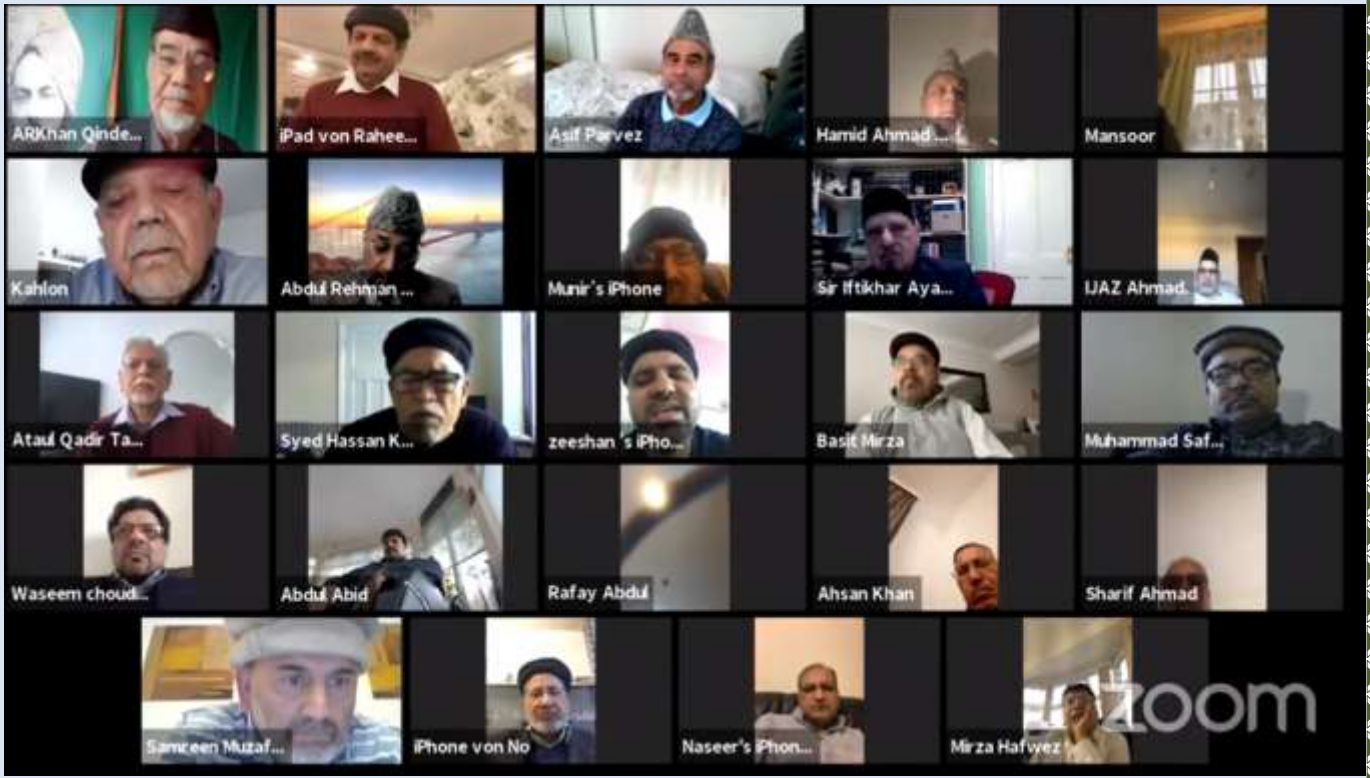 ARKhan Qinde...
iPad von Rahee...
Asif Parvez
Hamid Ahmad ...
Mansoor
Kahlon
Abdul Rehman ...
Munir's iPhone
Sir Iftikhar Aya...
IJAZ Ahmad.
Ataul Qadir Ta...
Syed Hassan K...
zeeshan 's iPho...
Basit Mirza
Muhammad Saf...
Waseem choud...
Abdul Abid
Rafay Abdul
Ahsan Khan
Sharif Ahmad
Samreen Muzaf...
iPhone von No
Naseer's iPhon...
Mirza Hafwez
zoom